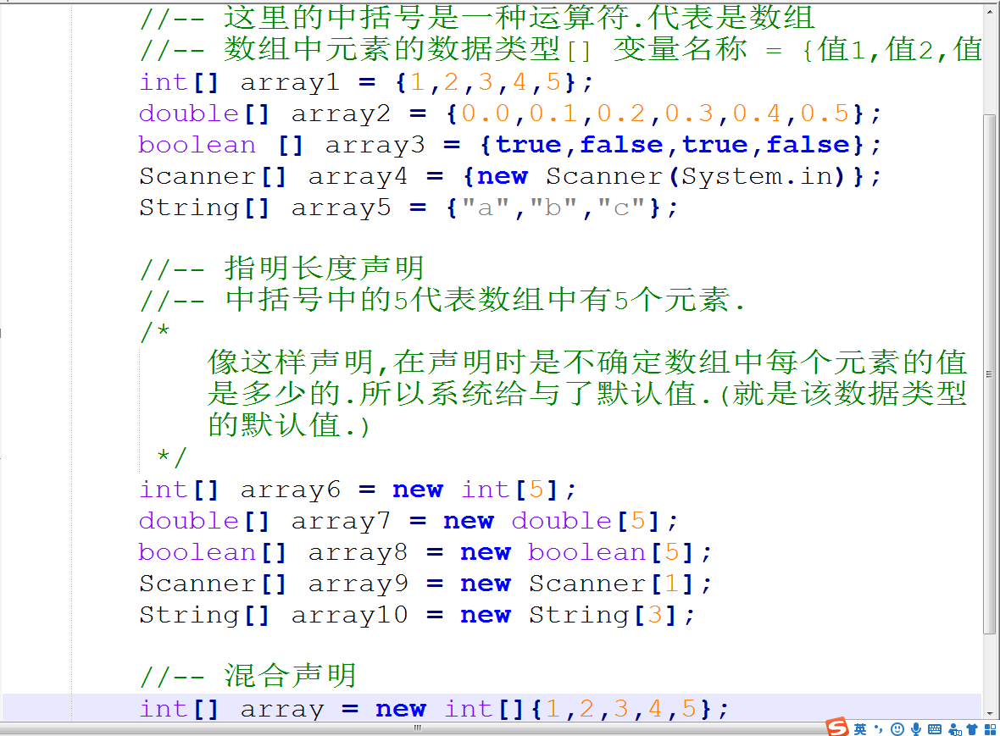 //-- 这里的中括号是一种运算符.代表是数组
//-- 数组中元素的数据类型[] 变量名称 = {值1,值2,值
int[] array1 = {1,2,3,4,5};
double[] array2 = {0.0,0.1,0.2,0.3,0.4,0.5};
boolean [] array3 = {true,false,true,false};
Scanner[] array4 = {new Scanner(System.in)};
String[] array5 = {"a","b","c"};
//-- 指明长度声明
//-- 中括号中的5代表数组中有5个元素.
/*
像这样声明,在声明时是不确定数组中每个元素的值
是多少的.所以系统给与了默认值.(就是该数据类型
的默认值.)
*/
int[] array6 = new int[5];
double[] array7 = new double[5];
boolean[] array8 = new boolean[5];
Scanner[] array9 = new Scanner[1];
String[] array10 = new String[3];
//-- 混合声明
int[] array = new int[]{1,2,3,4,5};
S 英